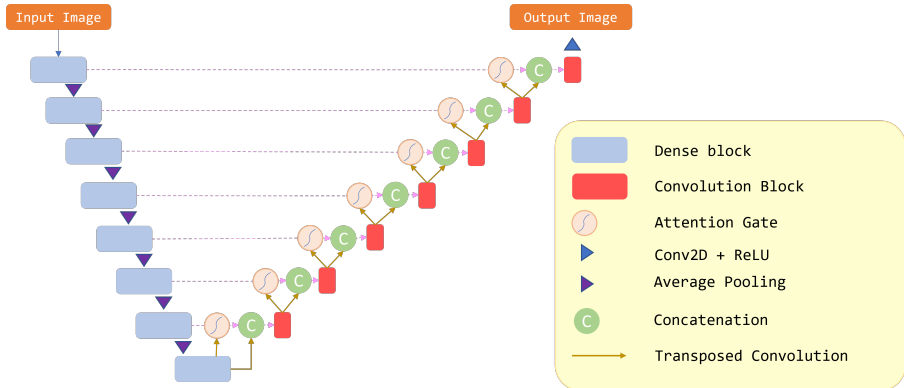 Input Image
Output Image
C
C
C
C
C
C
C
Dense block
Convolution Block
Attention Gate
Conv2D + ReLU
Average Pooling
C Concatenation
Transposed Convolution